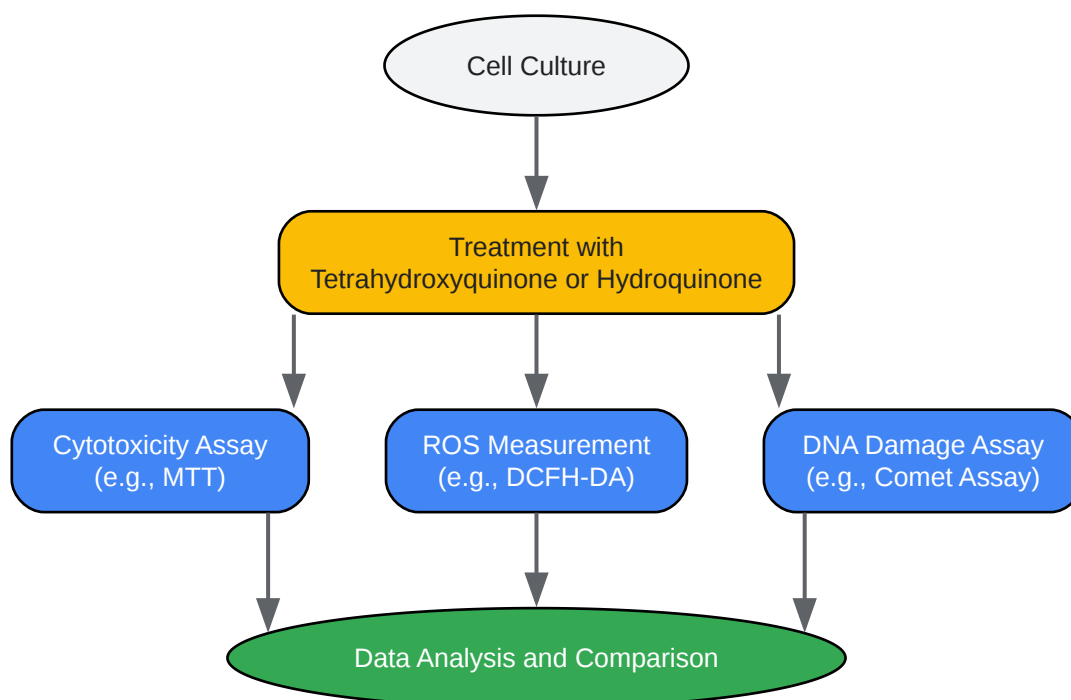 Cell Culture
Treatment with
Tetrahydroxyquinone or Hydroquinone
Cytotoxicity Assay
(e.g., MTT)
ROS Measurement
(e.g., DCFH-DA)
DNA Damage Assay
(e.g., Comet Assay)
Data Analysis and Comparison